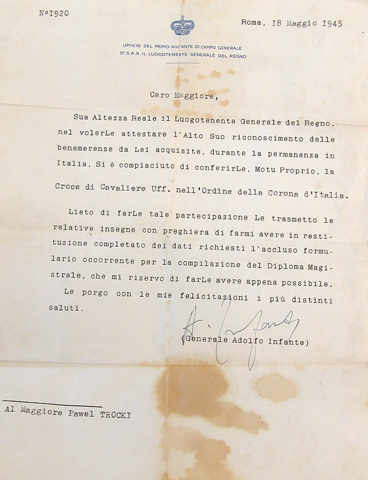 N°1920
Roma, 18 Maggio 1945
UFFICIO DEL PRIMO AIUTANTE DI CAMPO GENERALE
DI S.A.R. IL LUOGOTENENTE GENERALE DEL REGNO
Caro Maggiore,
Sua Altezza Reale il Luogotenente Generale del Regno,
nel volerLe attestare l'Alto Suo riconoscimento delle
benemerenze da Lei acquisite, durante la permanenza in
Italia, Si è compiaciuto di conferirLe, Motu Proprio, la
Croce di Cavaliere Uff. nell'Ordine della Corona d'Italia.
Lieto di farLe tale partecipazione Le trasmetto le
relative insegne con preghiera di farmi avere in resti-
tuzione completato dei dati richiesti l'accluso formu-
lario occorrente per la compilazione del Diploma Magi-
strale, che mi riservo di farLe avere appena possibile.
Le porgo con le mie felicitazioni i più distinti
saluti.
(Generale Adolfo Infante)
Al Maggiore Pawel TROCKI